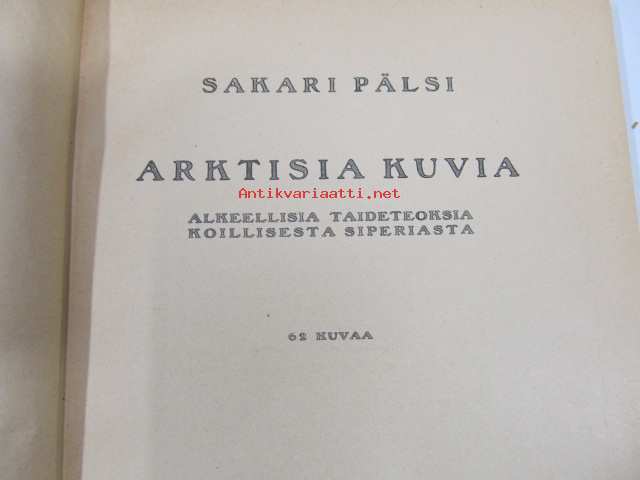 SAKARI PÄLSI
ARKTISIA KUVIA
Antikvariaatti.net
ALKEELLISIA TAIDETEOKSIA
KOILLISESTA SIPERIASTA
62 KUVAA